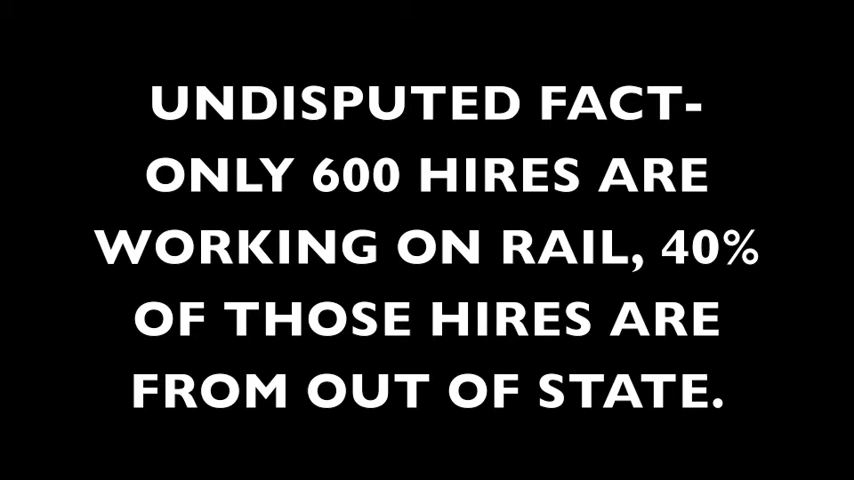 UNDISPUTED FACT-
ONLY 600 HIRES ARE
WORKING ON RAIL, 40%
OF THOSE HIRES ARE
FROM OUT OF STATE.